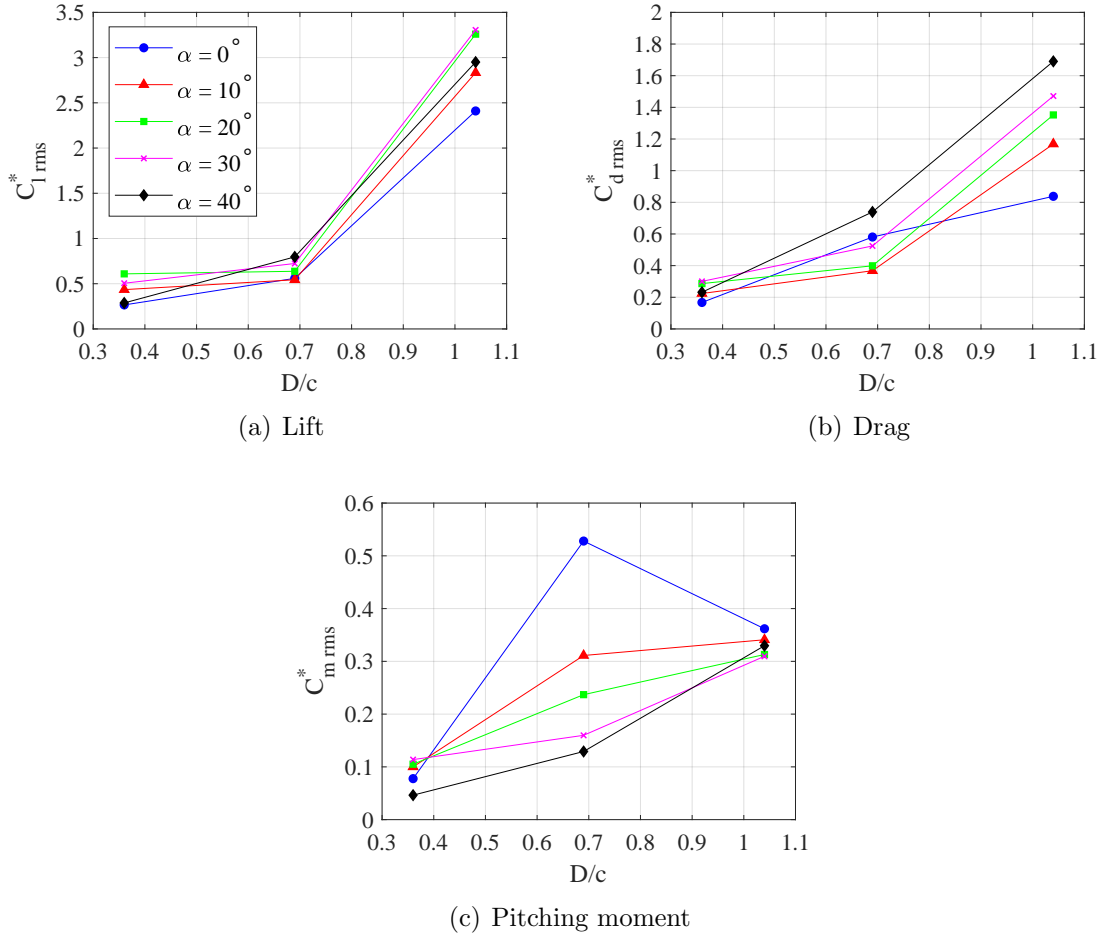 3.5
3
2.5
2
1.5
1
0.5
0
C*l rms
α = 0°
α = 10°
α = 20°
α = 30°
α = 40°
0.3 0.4 0.5 0.6 0.7 0.8 0.9 1 1.1
D/c
(a) Lift
2
1.8
1.6
1.4
1.2
1
0.8
0.6
0.4
0.2
0
C*d rms
0.3 0.4 0.5 0.6 0.7 0.8 0.9 1 1.1
D/c
(b) Drag
0.6
0.5
0.4
0.3
0.2
0.1
0
C*m rms
0.3 0.4 0.5 0.6 0.7 0.8 0.9 1 1.1
D/c
(c) Pitching moment